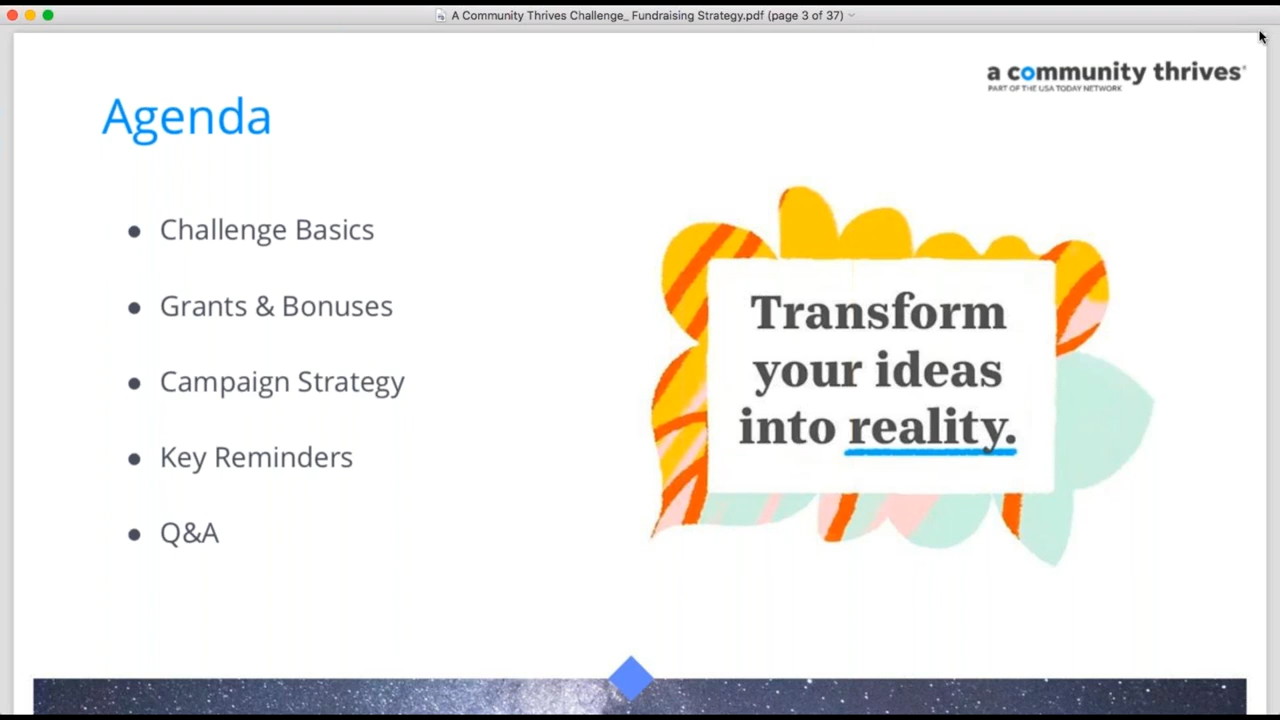 A Community Thrives Challenge_ Fundraising Strategy.pdf (page 3 of 37)
a community thrives
PART OF THE USA TODAY NETWORK
Agenda
● Challenge Basics
● Grants & Bonuses
● Campaign Strategy
● Key Reminders
● Q&A
Transform
your ideas
into reality.